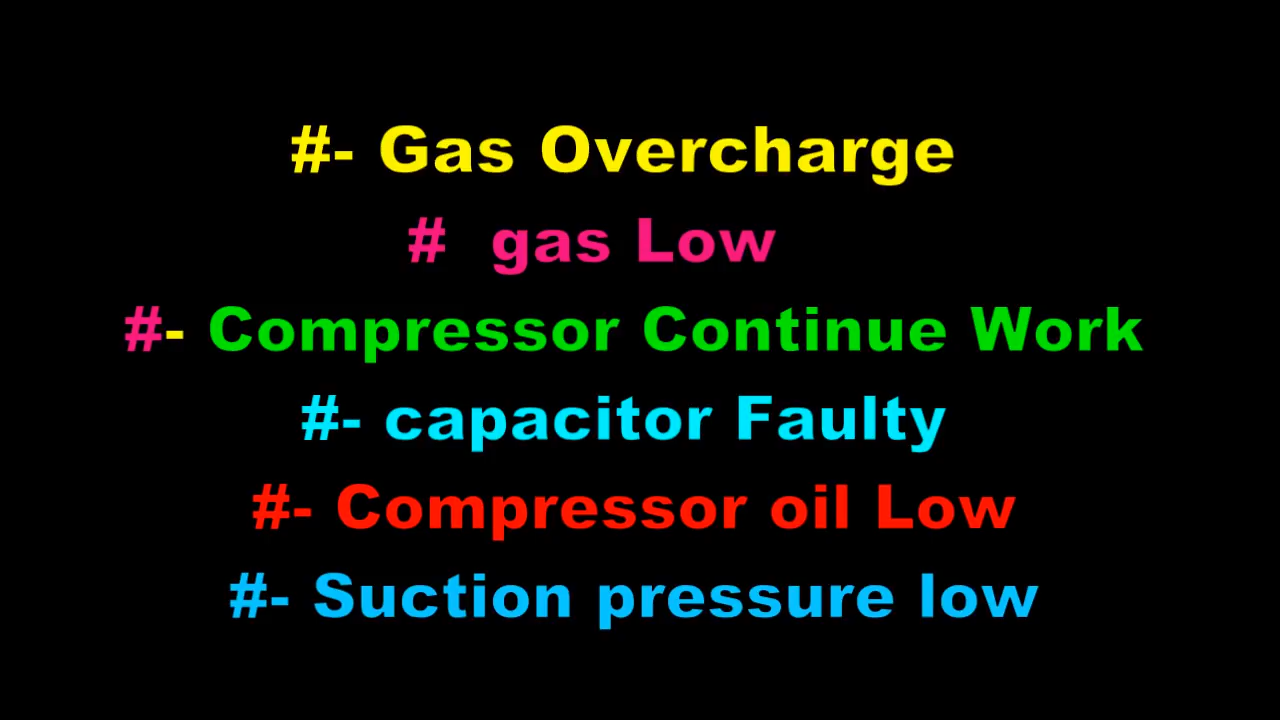 #- Gas Overcharge
# gas Low
#- Compressor Continue Work
#- capacitor Faulty
#- Compressor oil Low
#- Suction pressure low